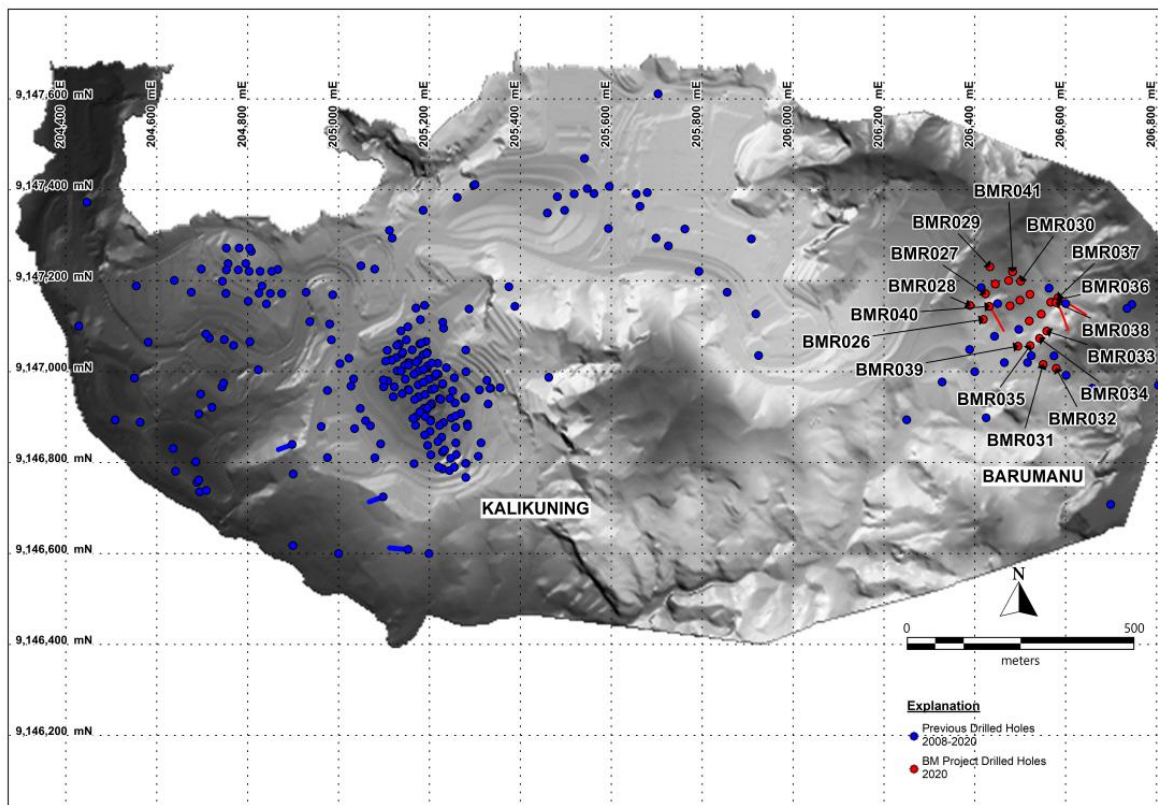 204,400 mE
204,600 mE
204,800 mE
205,000 mE
205,200 mE
205,400 mE
205,600 mE
205,800 mE
206,000 mE
206,200 mE
206,400 mE
206,600 mE
206,800 mE
9,147,600 mN
9,147,400 mN
9,147,200 mN
9,147,000 mN
9,146,800 mN
9,146,600 mN
9,146,400 mN
9,146,200 mN
BMR041
BMR029
BMR030
BMR027
BMR037
BMR028
BMR036
BMR040
BMR038
BMR026
BMR033
BMR039
BMR034
BMR035
BMR032
BMR031
BARUMANU
KALIKUNING
N
0 500
meters
Explanation
Previous Drilled Holes
2008-2020
BM Project Drilled Holes
2020